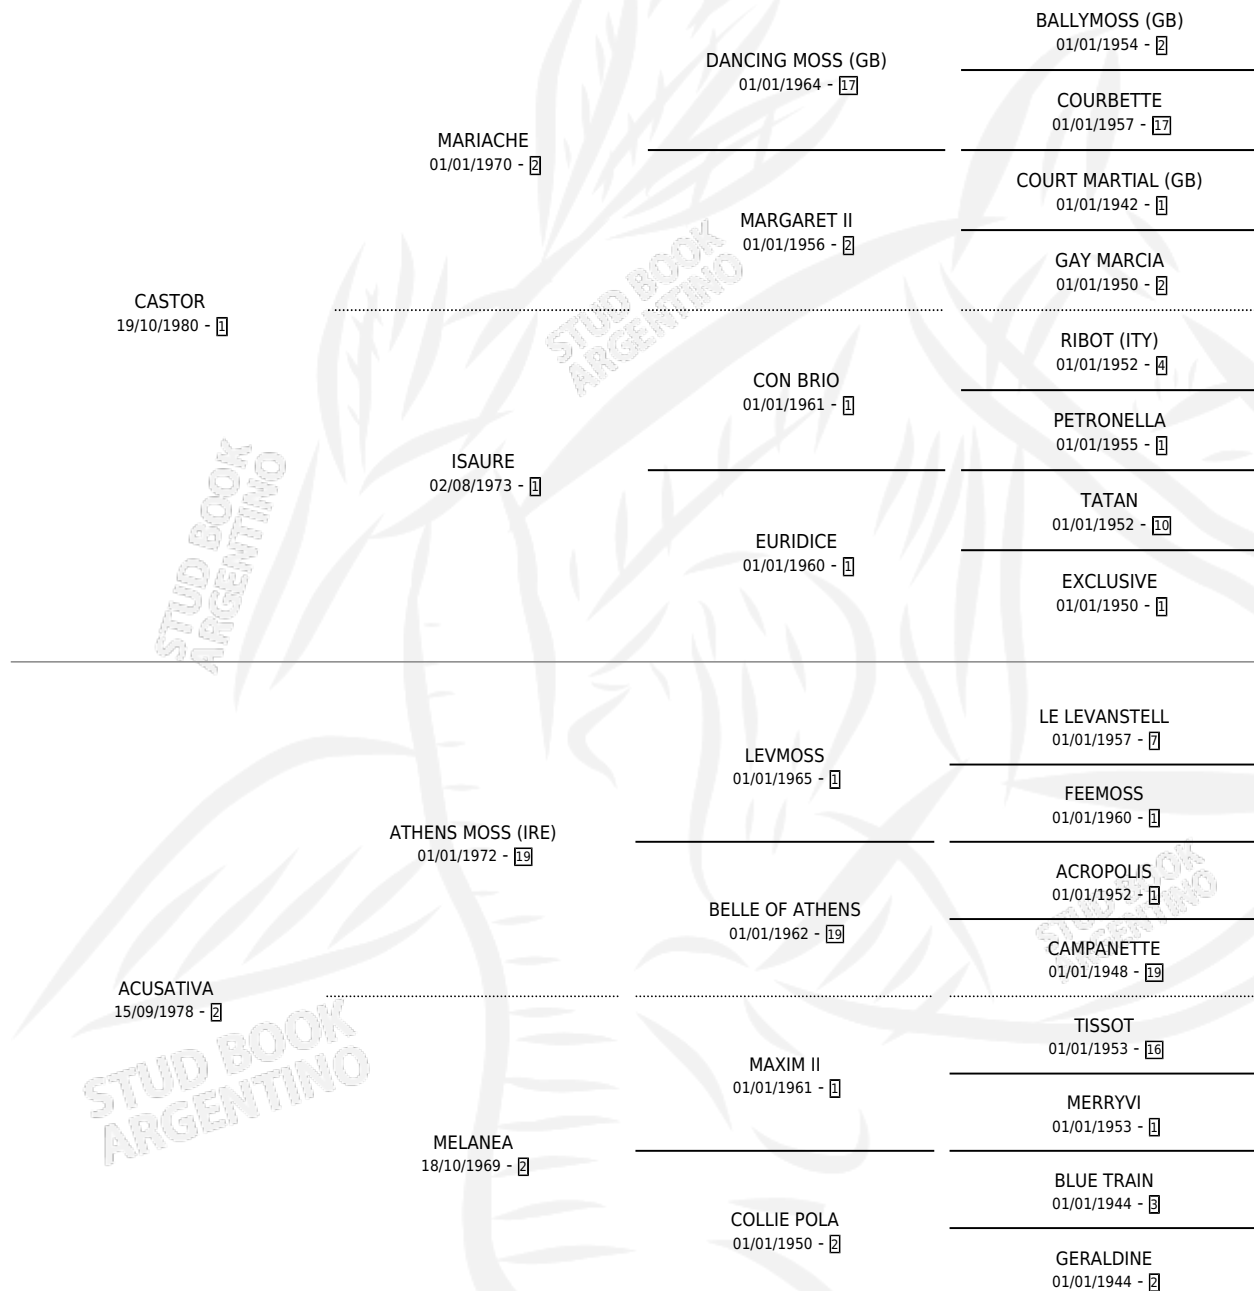 BALLYMOSS (GB)
01/01/1954 - 2
DANCING MOSS (GB)
01/01/1964 - 17
COURBETTE
01/01/1957 - 17
MARIACHE
01/01/1970 - 2
COURT MARTIAL (GB)
01/01/1942 - 1
MARGARET II
01/01/1956 - 2
GAY MARCIA
01/01/1950 - 2
CASTOR
19/10/1980 - 1
STUD BOOK
ARGENTINO
RIBOT (ITY)
01/01/1952 - 4
CON BRIO
01/01/1961 - 1
PETRONELLA
01/01/1955 - 1
ISAURE
02/08/1973 - 1
TATAN
01/01/1952 - 10
EURIDICE
01/01/1960 - 1
EXCLUSIVE
01/01/1950 - 1
STUD BOOK
ARGENTINO
LE LEVANSTELL
01/01/1957 - 7
LEVMOSS
01/01/1965 - 1
FEEMOSS
01/01/1960 - 1
ATHENS MOSS (IRE)
01/01/1972 - 19
ACROPOLIS
01/01/1952 - 1
BELLE OF ATHENS
01/01/1962 - 19
STUD BOOK
ARGENTINO
CAMPANETTE
01/01/1948 - 19
ACUSATIVA
15/09/1978 - 2
STUD BOOK
ARGENTINO
TISSOT
01/01/1953 - 16
MAXIM II
01/01/1961 - 1
MERRYVI
01/01/1953 - 1
MELANEA
18/10/1969 - 2
BLUE TRAIN
01/01/1944 - 3
COLLIE POLA
01/01/1950 - 2
GERALDINE
01/01/1944 - 2